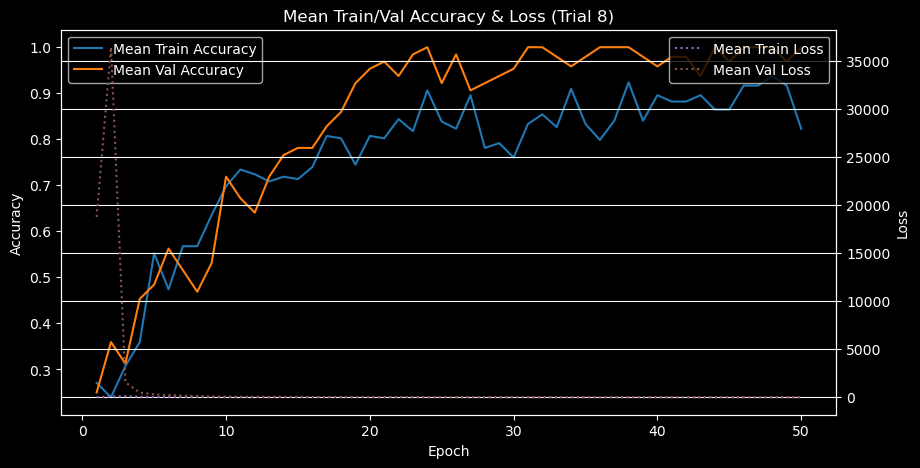 Mean Train/Val Accuracy & Loss (Trial 8)
Mean Train Accuracy
Mean Val Accuracy
Mean Train Loss
Mean Val Loss
1.0
0.9
0.8
0.7
0.6
0.5
0.4
0.3
Accuracy
35000
30000
25000
20000
15000
10000
5000
0
Loss
0 10 20 30 40 50
Epoch